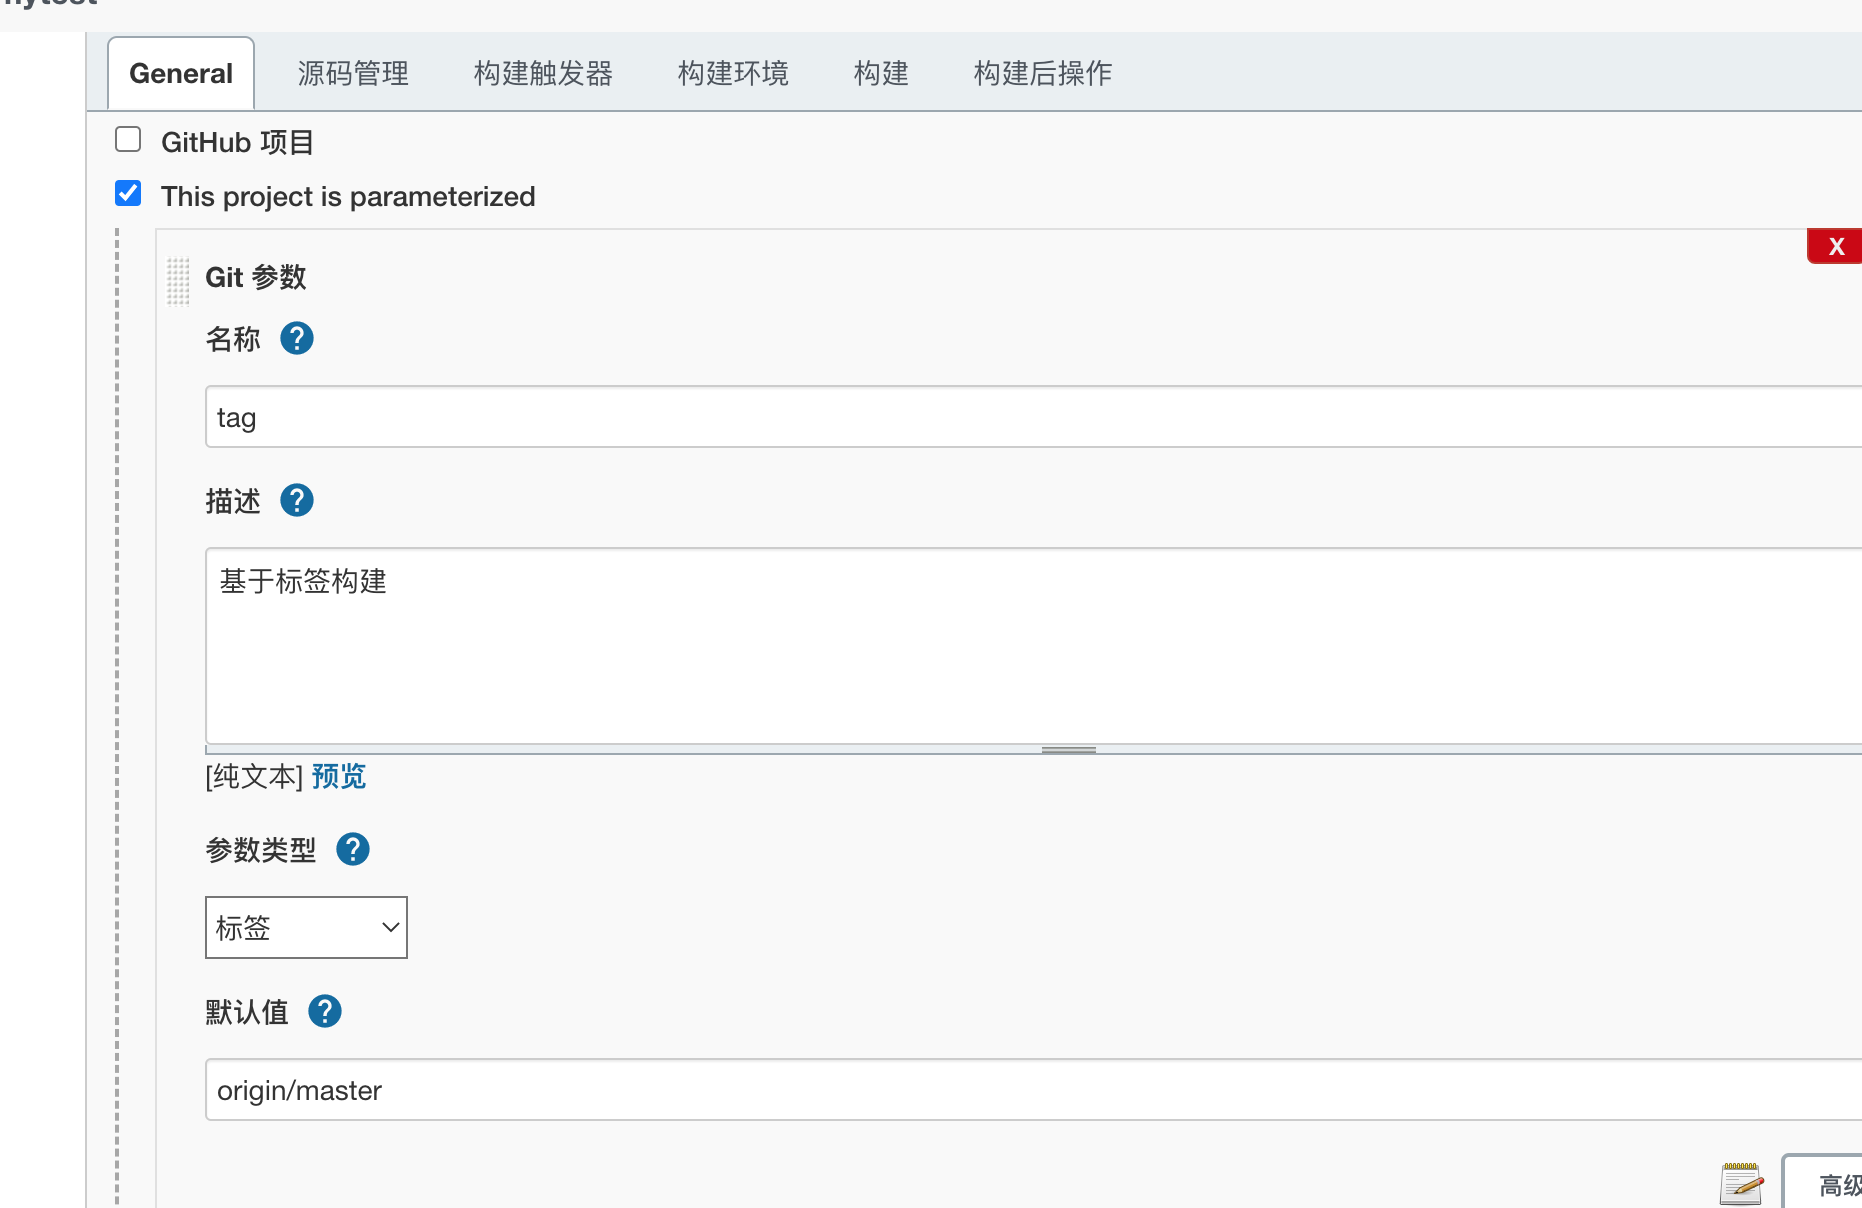 General 源码管理 构建触发器 构建环境 构建 构建后操作
GitHub 项目
This project is parameterized
X
Git 参数
名称 ?
tag
描述 ?
基于标签构建
[纯文本] 预览
参数类型 ?
标签
默认值 ?
origin/master
高级